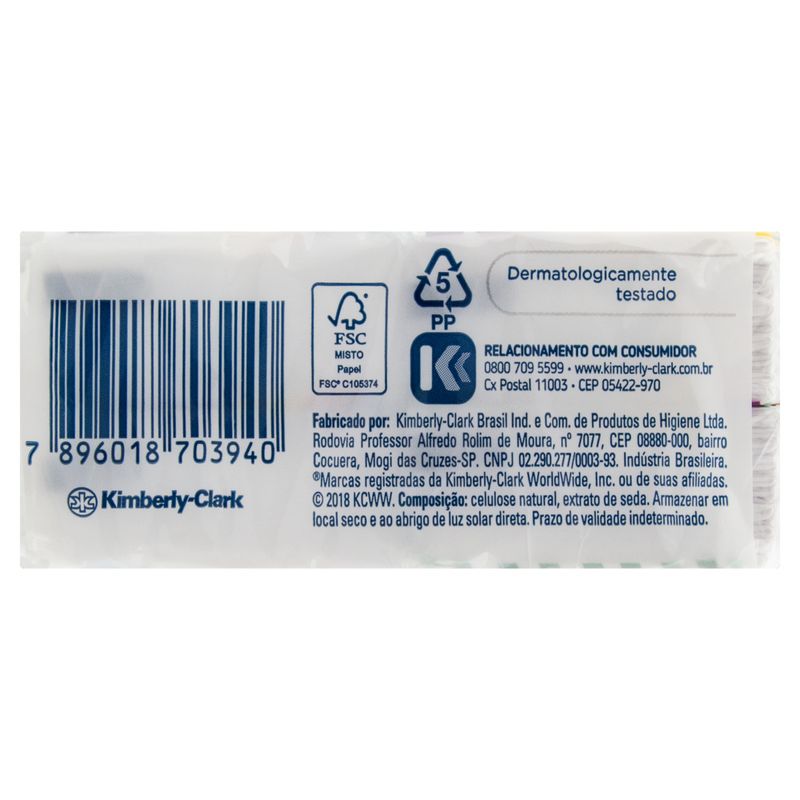 7 896018 703940
Kimberly-Clark
FSC
MISTO
Papel
FSC® C105374
5
PP
Dermatologicamente
testado
K
RELACIONAMENTO COM CONSUMIDOR
0800 709 5599 • www.kimberly-clark.com.br
Cx Postal 11003 • CEP 05422-970
Fabricado por: Kimberly-Clark Brasil Ind. e Com. de Produtos de Higiene Ltda.
Rodovia Professor Alfredo Rolim de Moura, nº 7077, CEP 08880-000, bairro
Cocuera, Mogi das Cruzes-SP. CNPJ 02.290.277/0003-93. Indústria Brasileira.
®Marcas registradas da Kimberly-Clark WorldWide, Inc. ou de suas afiliadas.
© 2018 KCWW. Composição: celulose natural, extrato de seda. Armazenar em
local seco e ao abrigo de luz solar direta. Prazo de validade indeterminado.